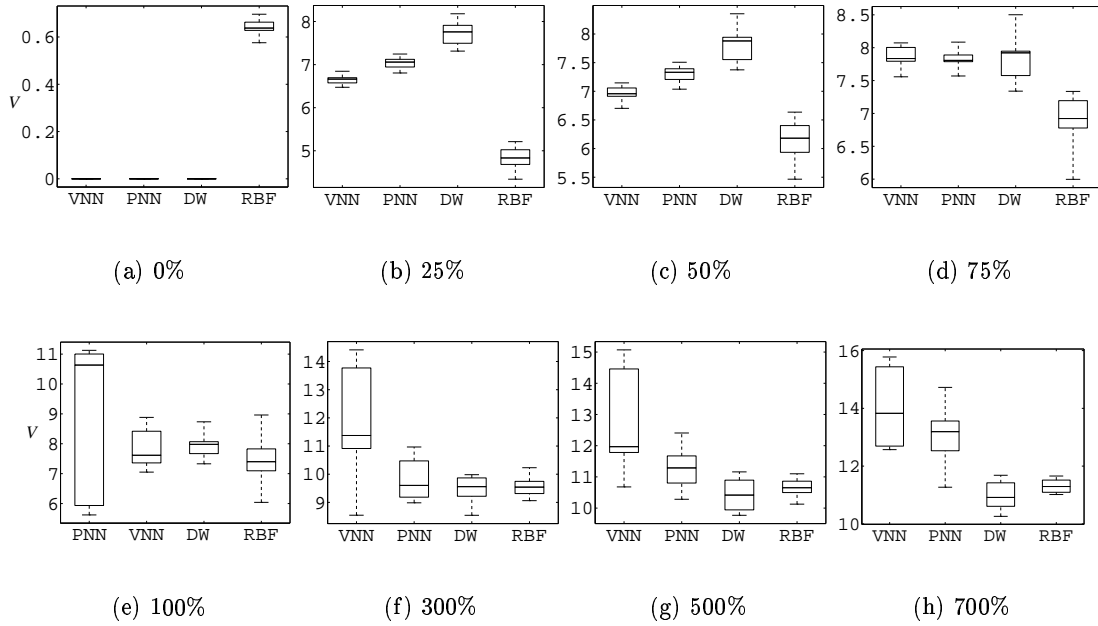 0.6
0.4
0.2
0
V
VNN PNN DW RBF
(a) 0%
8
7
6
5
VNN PNN DW RBF
(b) 25%
8
7.5
7
6.5
6
5.5
VNN PNN DW RBF
(c) 50%
8.5
8
7.5
7
6.5
6
VNN PNN DW RBF
(d) 75%
11
10
9
8
7
6
V
PNN VNN DW RBF
(e) 100%
14
13
12
11
10
9
VNN PNN DW RBF
(f) 300%
15
14
13
12
11
10
VNN PNN DW RBF
(g) 500%
16
14
12
10
VNN PNN DW RBF
(h) 700%